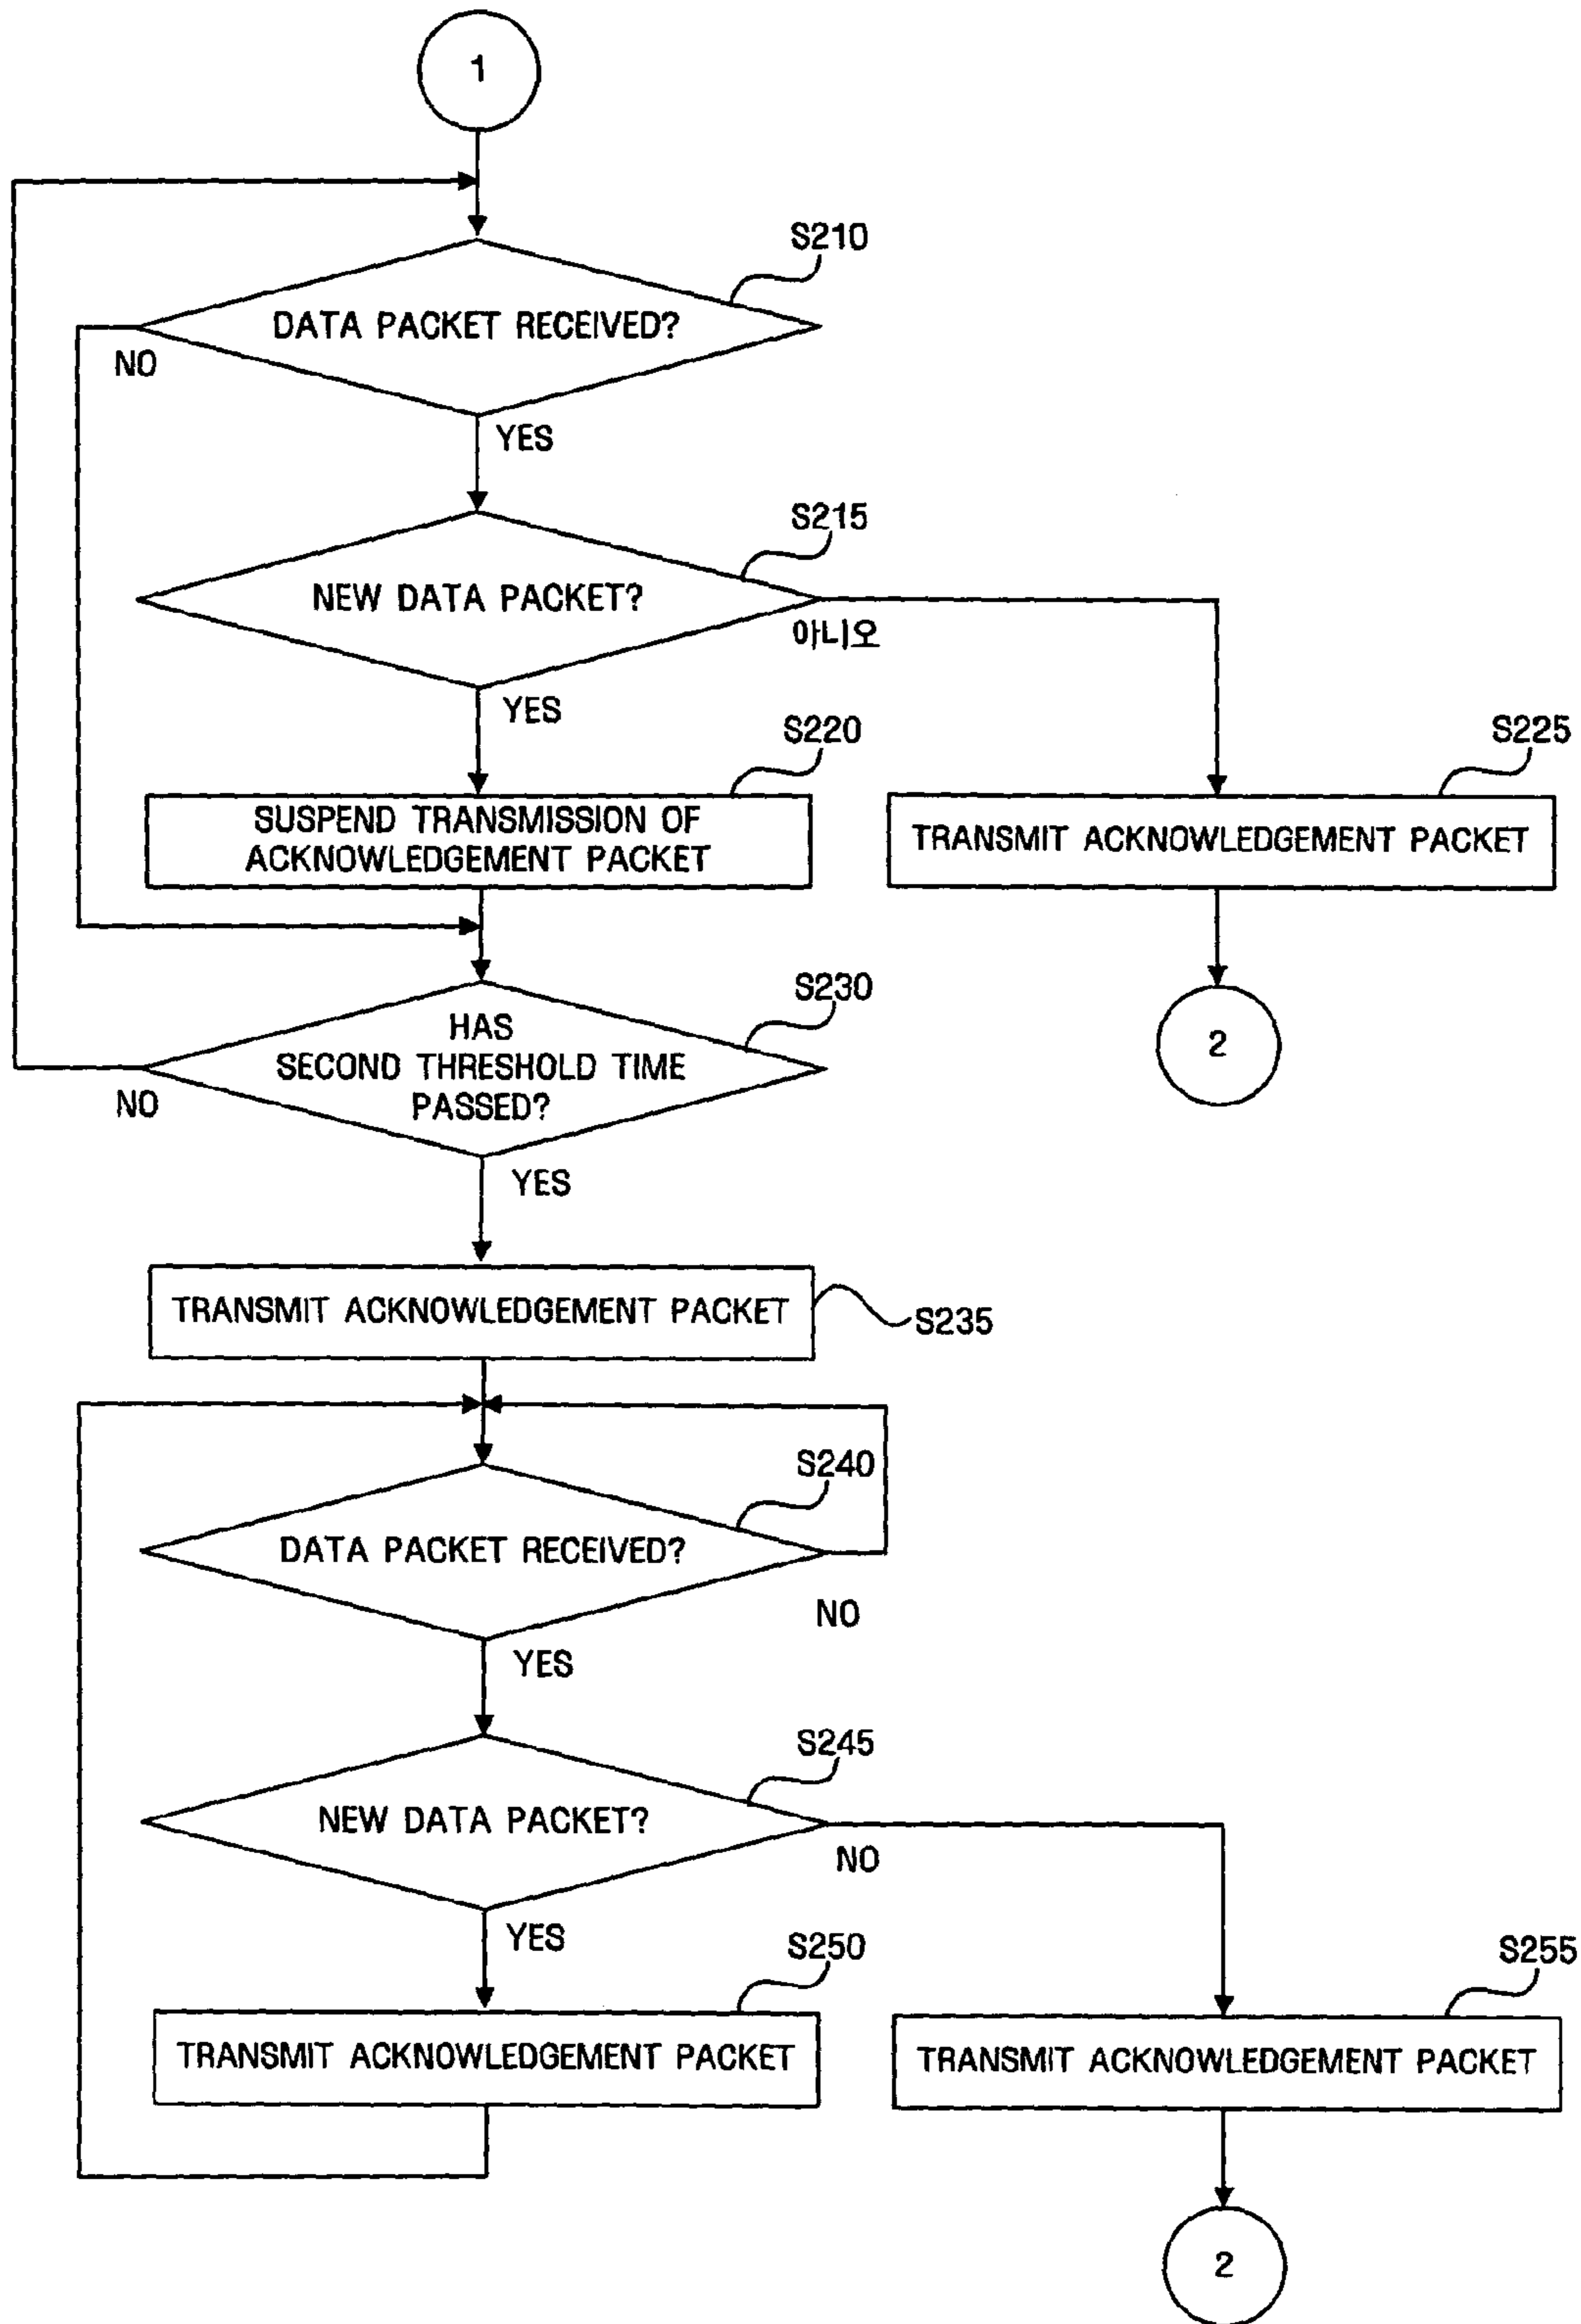 1
S210
DATA PACKET RECEIVED?
NO
YES
S215
NEW DATA PACKET?
아니오
YES
S220
S225
SUSPEND TRANSMISSION OF
ACKNOWLEDGEMENT PACKET
TRANSMIT ACKNOWLEDGEMENT PACKET
S230
HAS
SECOND THRESHOLD TIME
PASSED?
NO
2
YES
TRANSMIT ACKNOWLEDGEMENT PACKET
S235
S240
DATA PACKET RECEIVED?
NO
YES
S245
NEW DATA PACKET?
NO
YES
S250
S255
TRANSMIT ACKNOWLEDGEMENT PACKET
TRANSMIT ACKNOWLEDGEMENT PACKET
2